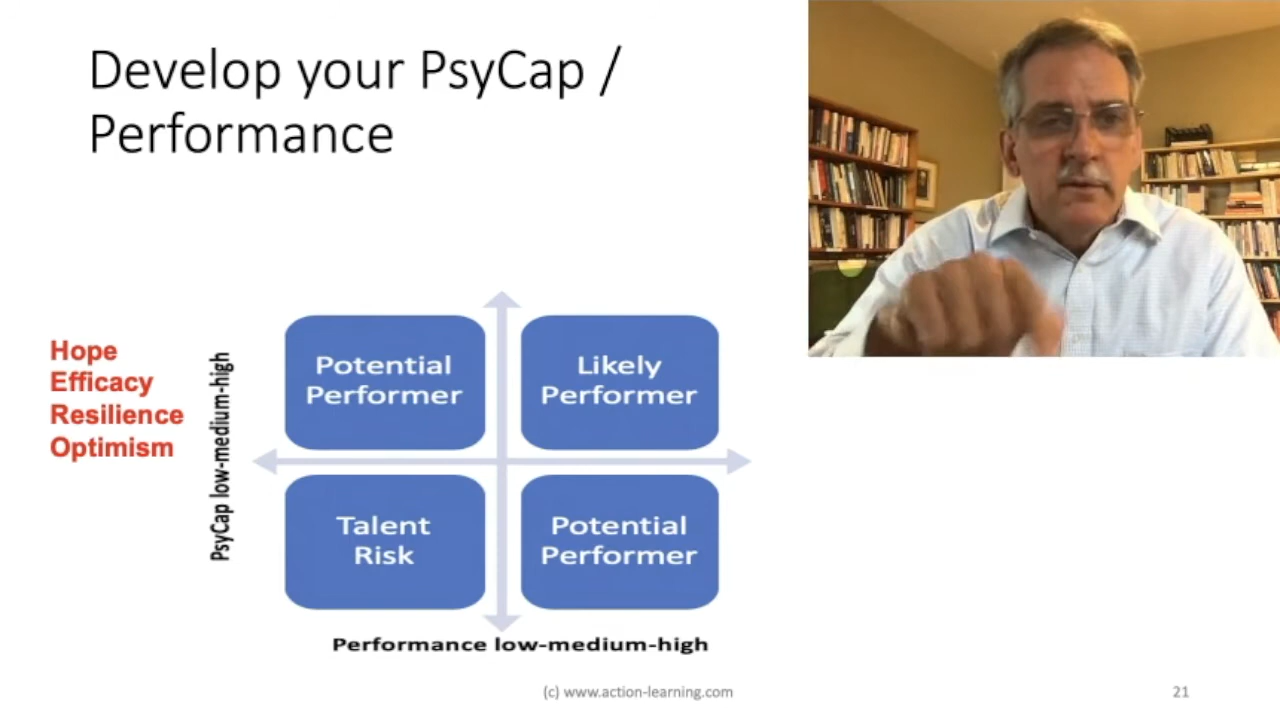 Develop your PsyCap /
Performance
Hope
Efficacy
Resilience
Optimism
PsyCap low-medium-high
Potential
Performer
Likely
Performer
Talent
Risk
Potential
Performer
Performance low-medium-high
(c) www.action-learning.com
21